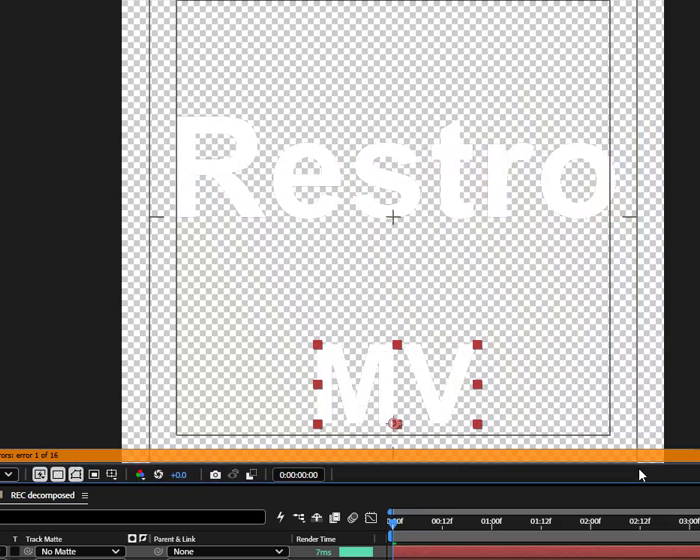 Restro
MV
rors: error 1 of 16
+0.0
0:00:00:00
REC decomposed
:00f 00:12f 01:00f 01:12f 02:00f 02:12f 03:0
T Track Matte Parent & Link Render Time
No Matte None 7ms